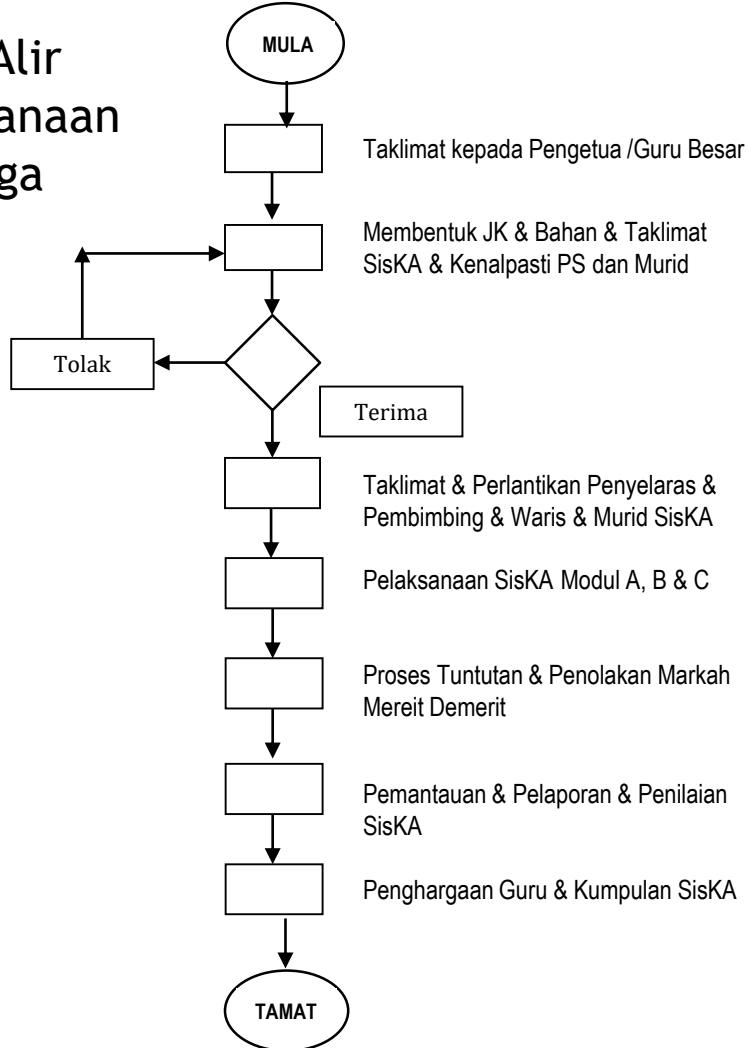 Alir
anaan
ga
MULA
Taklimat kepada Pengetua /Guru Besar
Membentuk JK & Bahan & Taklimat
SisKA & Kenalpasti PS dan Murid
Tolak
Terima
Taklimat & Perlantikan Penyelaras &
Pembimbing & Waris & Murid SisKA
Pelaksanaan SisKA Modul A, B & C
Proses Tuntutan & Penolakan Markah
Mereit Demerit
Pemantauan & Pelaporan & Penilaian
SisKA
Penghargaan Guru & Kumpulan SisKA
TAMAT